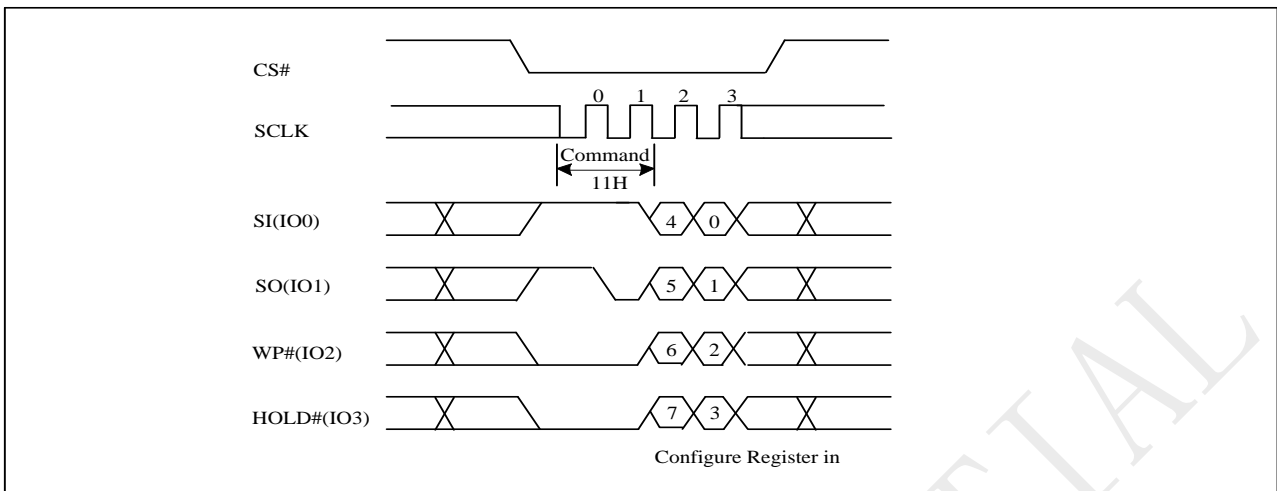 CS#
0 1 2 3
SCLK
Command
11H
SI(IO0) 4 0
SO(IO1) 5 1
WP#(IO2) 6 2
HOLD#(IO3) 7 3
Configure Register in
TIAL